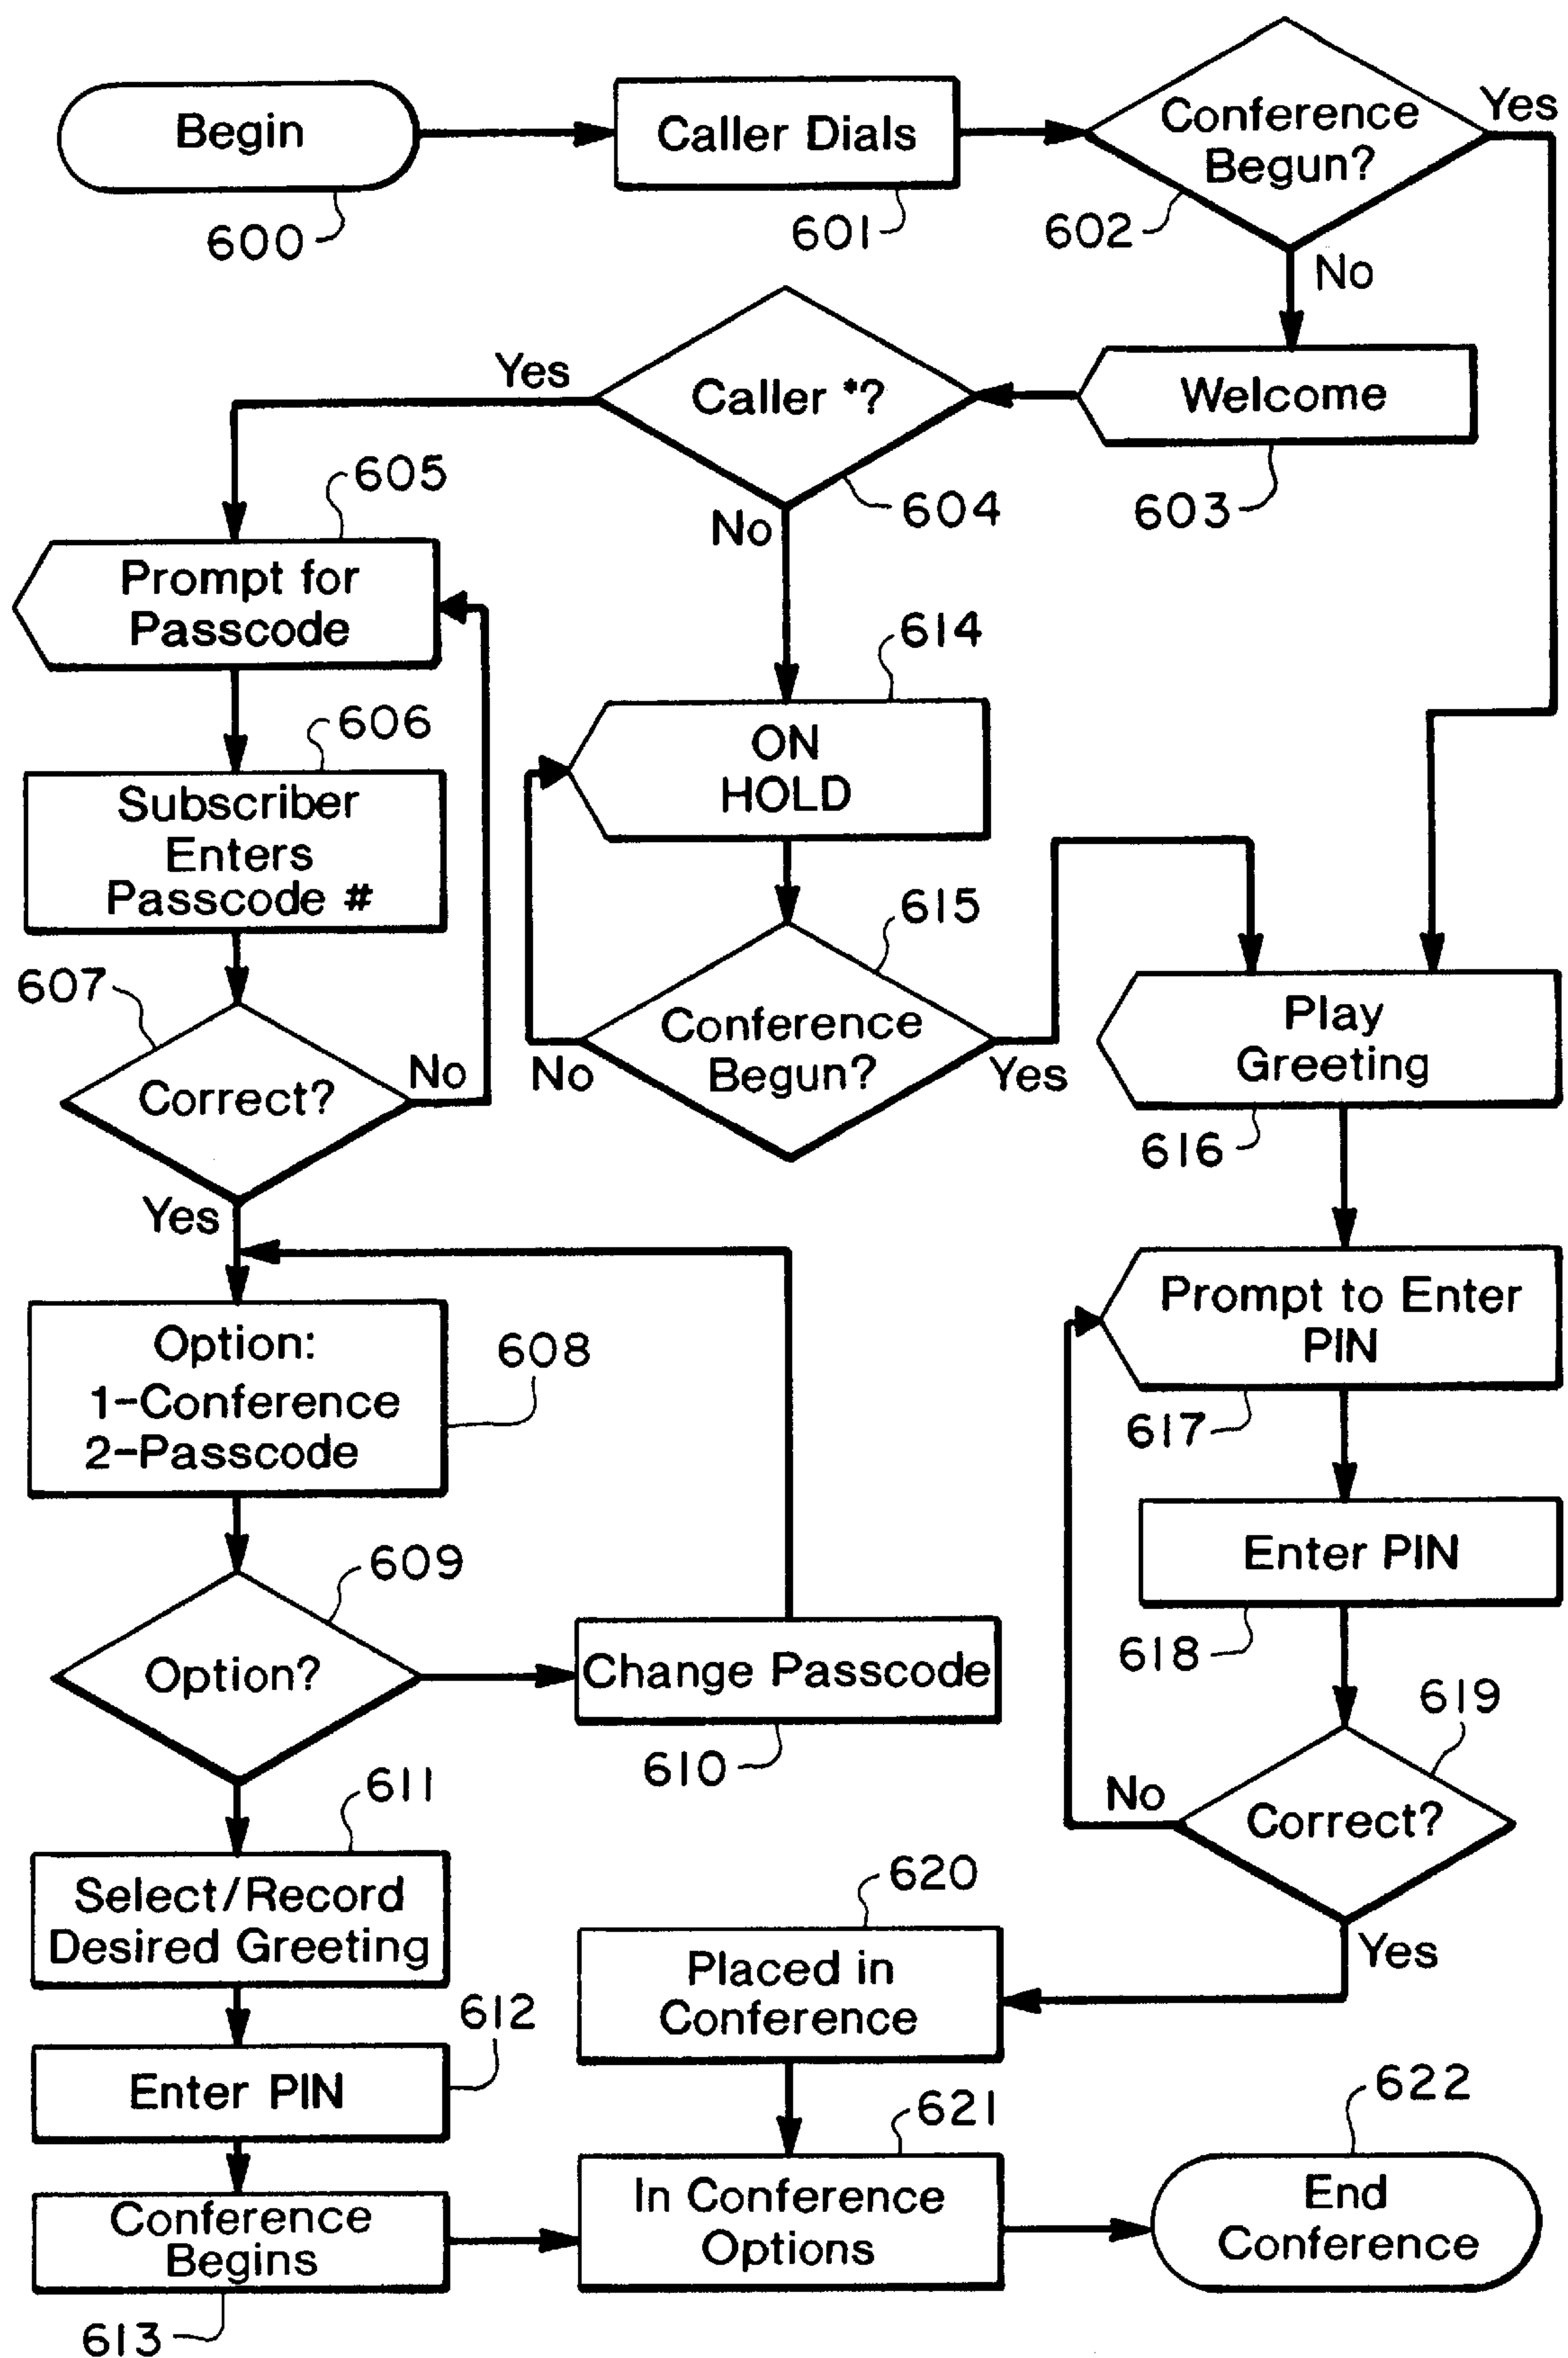 Begin
600
Caller Dials
601
Conference
Begun?
602
Yes
No
Welcome
603
Caller *?
604
Yes
No
605
Prompt for
Passcode
606
Subscriber
Enters
Passcode #
607
Correct?
No
Yes
614
ON
HOLD
615
Conference
Begun?
No
Yes
Play
Greeting
616
Prompt to Enter
PIN
617
Enter PIN
618
619
Correct?
No
Yes
Option:
1-Conference
2-Passcode
608
609
Option?
Change Passcode
610
611
Select/Record
Desired Greeting
612
Enter PIN
Conference
Begins
613
620
Placed in
Conference
621
In Conference
Options
622
End
Conference